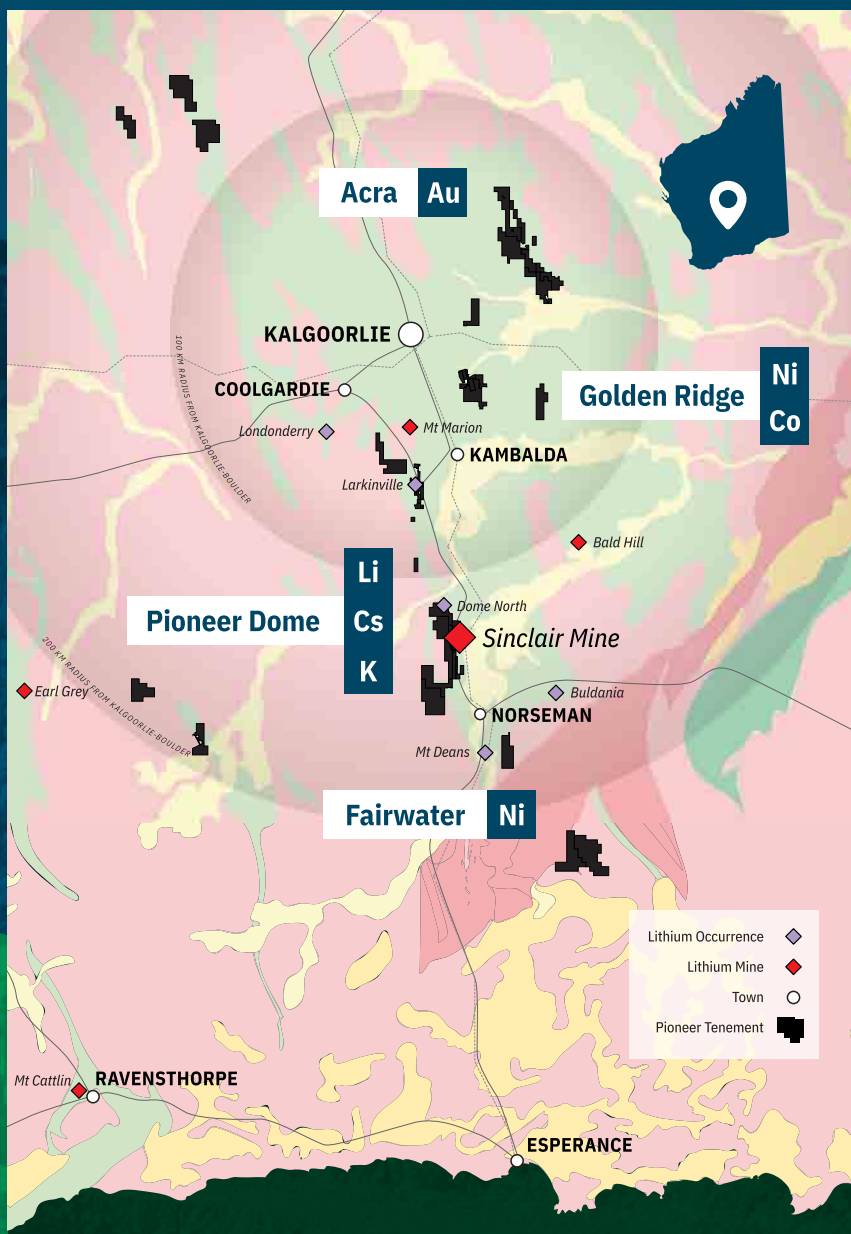 Acra
Au
KALGOORLIE
COOLGARDIE
Ni
Golden Ridge
Co
Londonderry
Mt Marion
KAMBALDA
100 KM RADIUS FROM KALGOORLIE-BOULDER
Larkinville
Bald Hill
Li
Pioneer Dome
Cs
K
Dome North
Sinclair Mine
Earl Grey
200 KM RADIUS FROM KALGOORLIE-BOULDER
Buldania
NORSEMAN
Mt Deans
Fairwater
Ni
Lithium Occurrence
Lithium Mine
Town
Pioneer Tenement
Mt Cattlin
RAVENSTHORPE
ESPERANCE